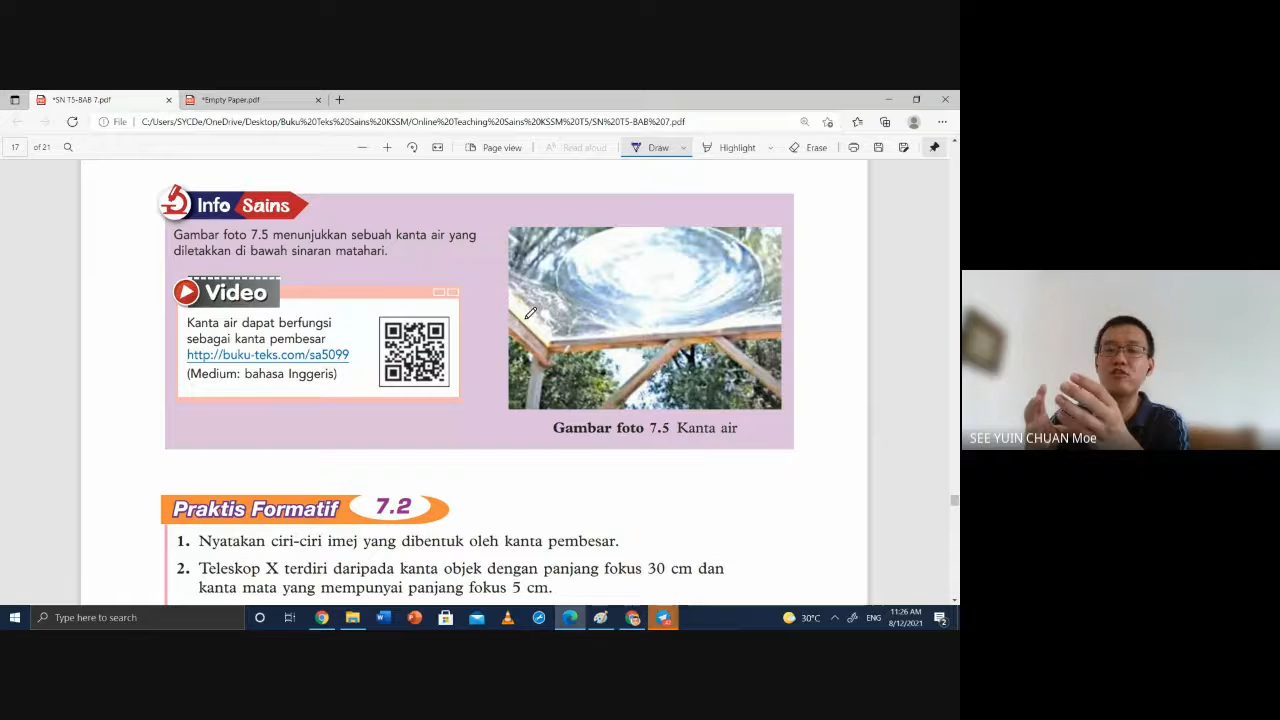 *SN T5-BAB 7.pdf
*Empty Paper.pdf
File
C:/Users/SYCDe/OneDrive/Desktop/Buku%20Teks%20Sains%20KSSM/Online%20Teaching%20Sains%20KSSM%20T5/SN%20T5-BAB%207.pdf
17 of 21
Page view
Read aloud
Draw
Highlight
Erase
Info Sains
Gambar foto 7.5 menunjukkan sebuah kanta air yang
diletakkan di bawah sinaran matahari.
Video
Kanta air dapat berfungsi
sebagai kanta pembesar
http://buku-teks.com/sa5099
(Medium: bahasa Inggeris)
Gambar foto 7.5 Kanta air
Praktis Formatif 7.2
1. Nyatakan ciri-ciri imej yang dibentuk oleh kanta pembesar.
2. Teleskop X terdiri daripada kanta objek dengan panjang fokus 30 cm dan
kanta mata yang mempunyai panjang fokus 5 cm.
SEE YUIN CHUAN Moe
Type here to search
30°C
ENG
11:26 AM
8/12/2021
2